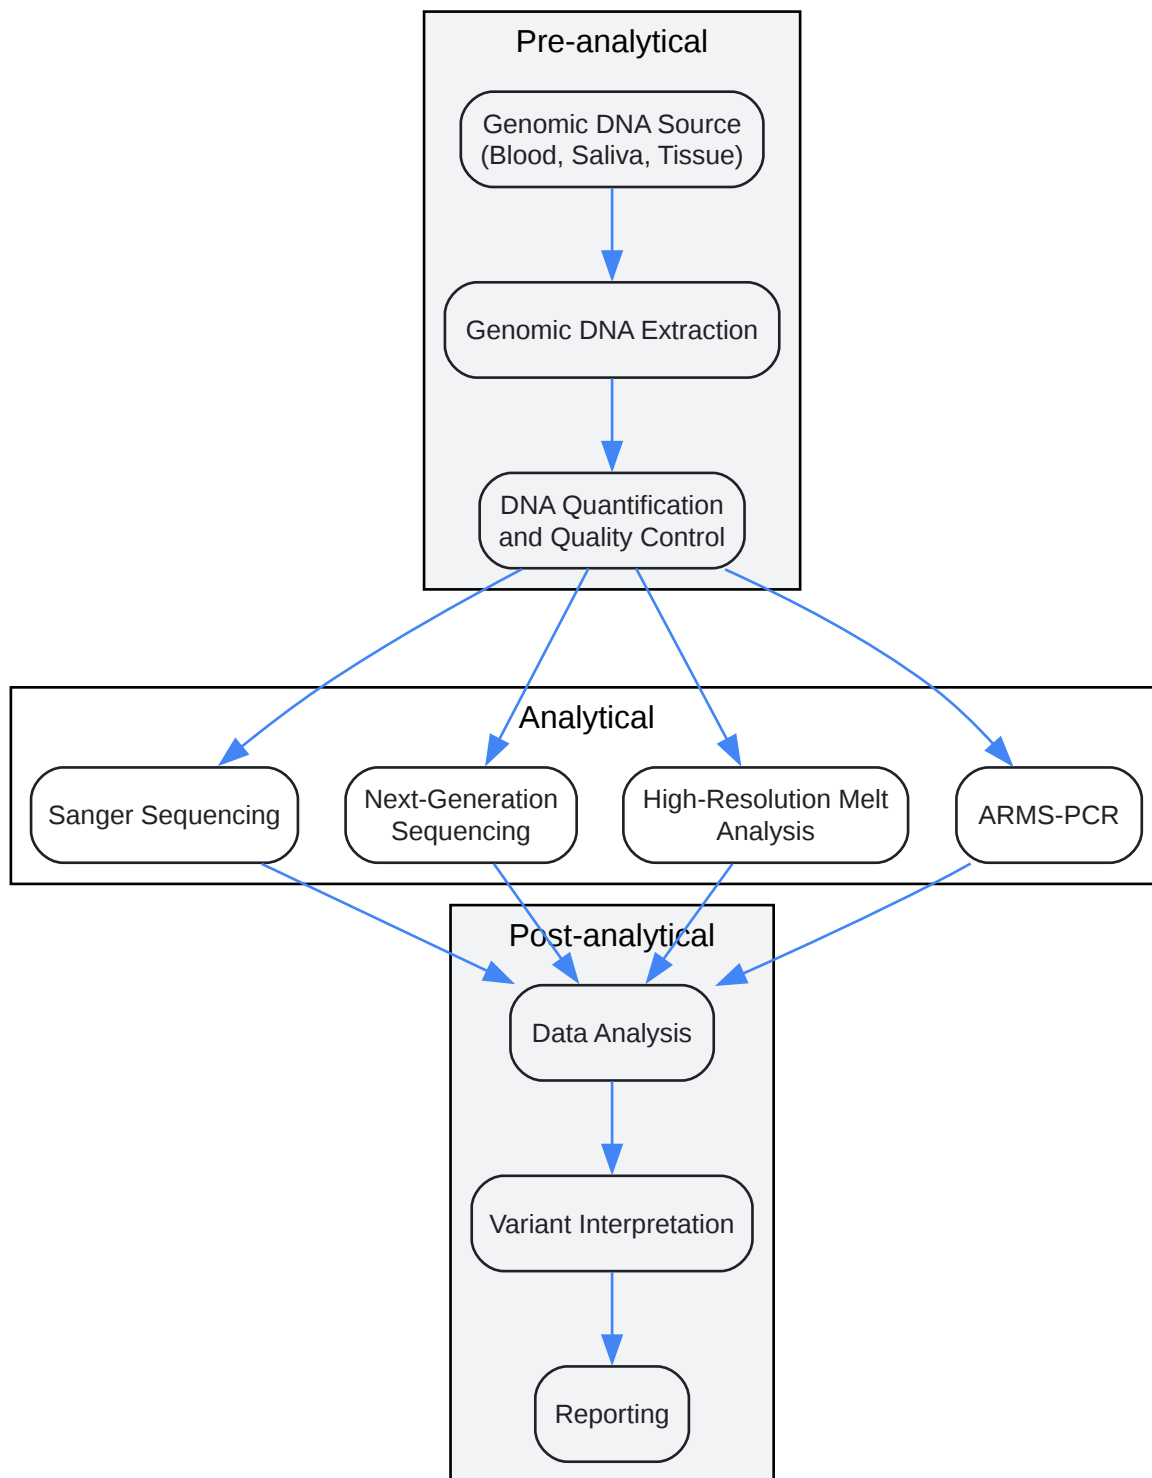 Pre-analytical
Genomic DNA Source
(Blood, Saliva, Tissue)
Genomic DNA Extraction
DNA Quantification
and Quality Control
Analytical
Sanger Sequencing
Next-Generation
Sequencing
High-Resolution Melt
Analysis
ARMS-PCR
Post-analytical
Data Analysis
Variant Interpretation
Reporting